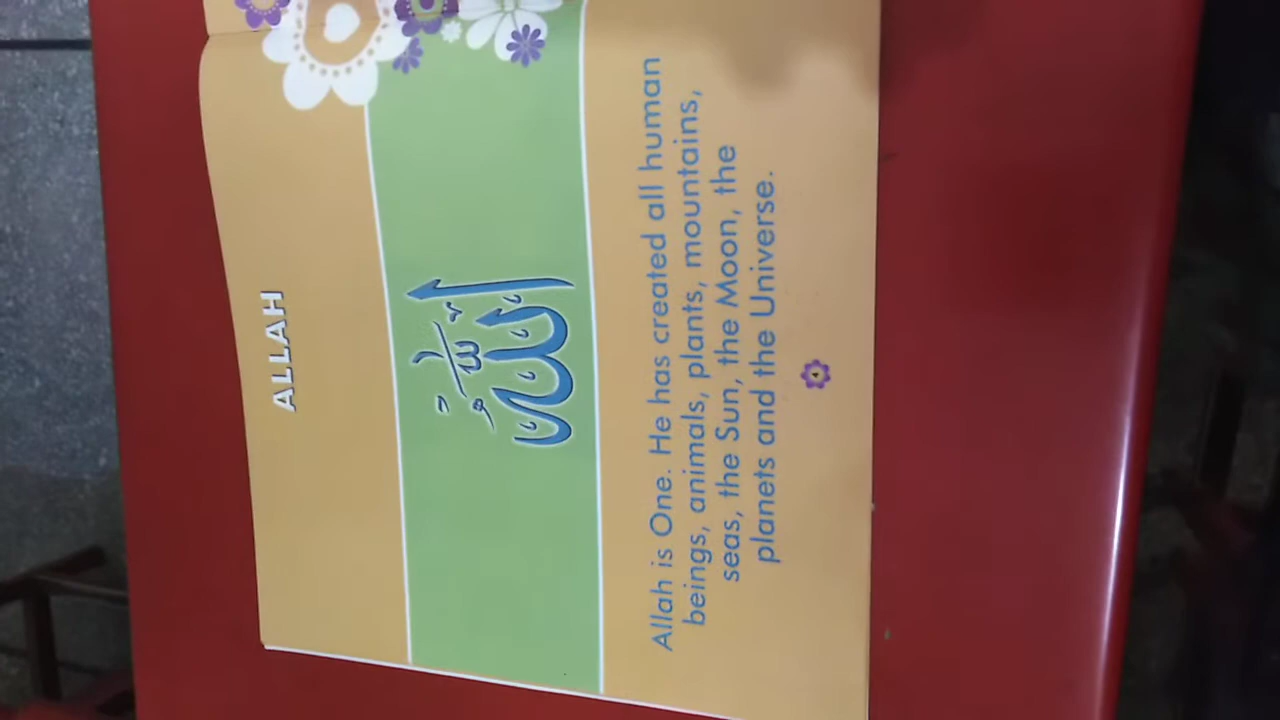 ALLAH
الله
Allah is One. He has created all human
beings, animals, plants, mountains,
seas, the Sun, the Moon, the
planets and the Universe.